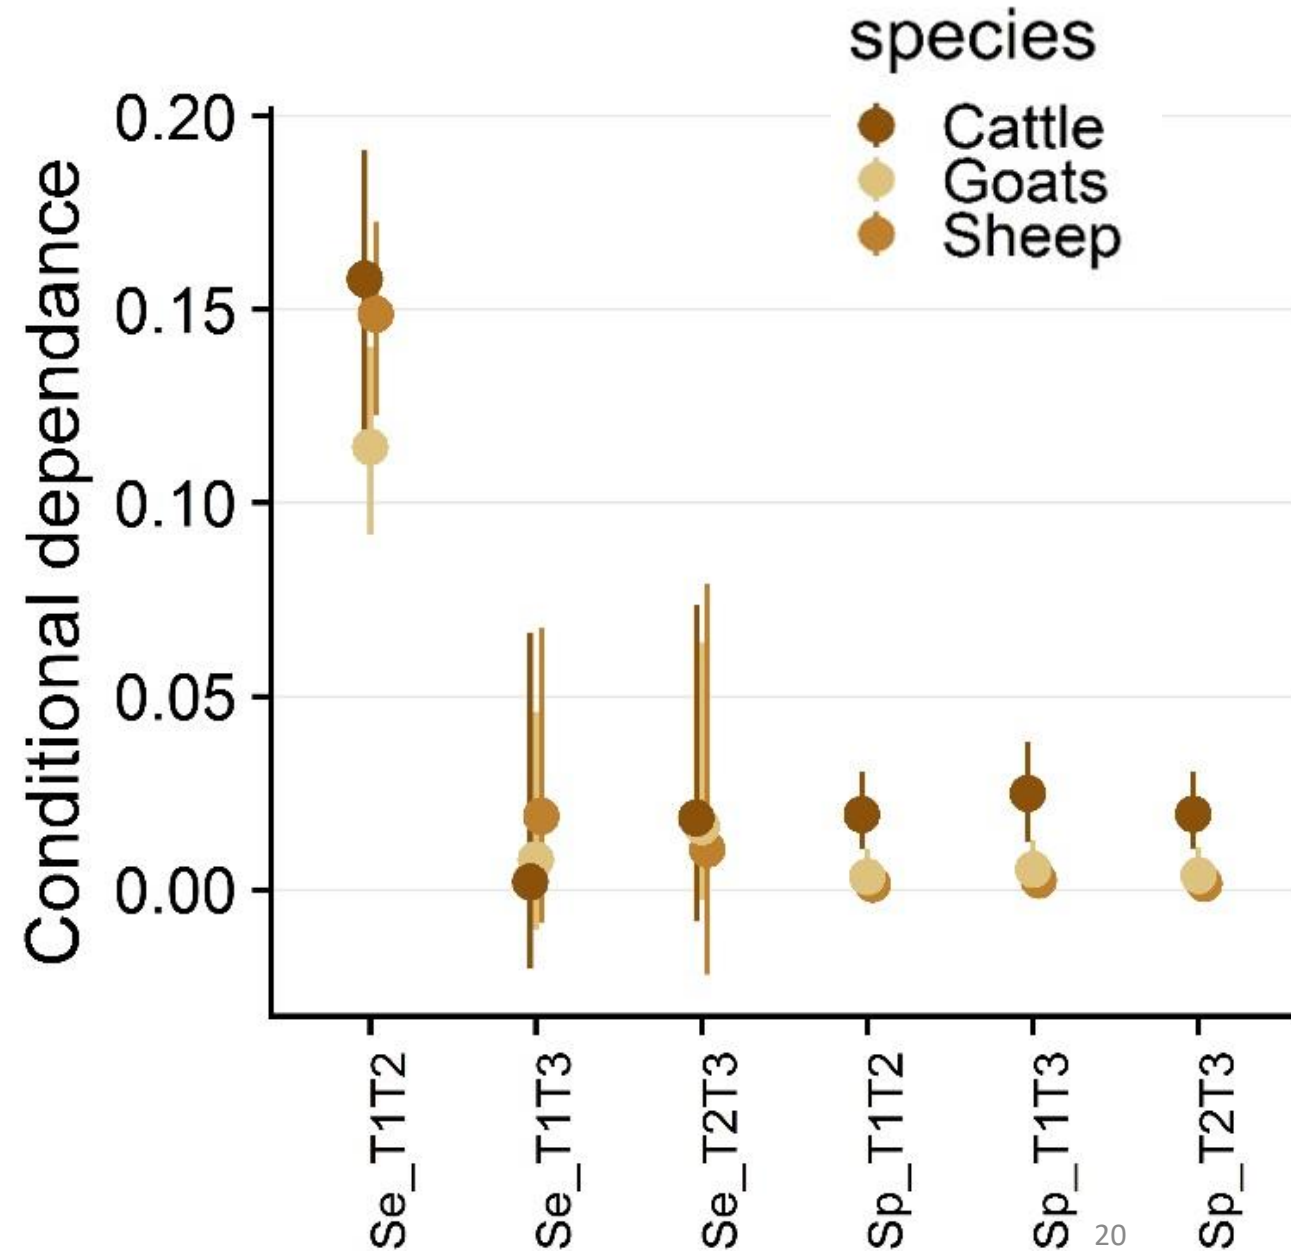 species
Cattle
Goats
Sheep
Conditional dependance
0.20
0.15
0.10
0.05
0.00
Se_T1T2
Se_T1T3
Se_T2T3
Sp_T1T2
Sp_T1T3
Sp_T2T3
20